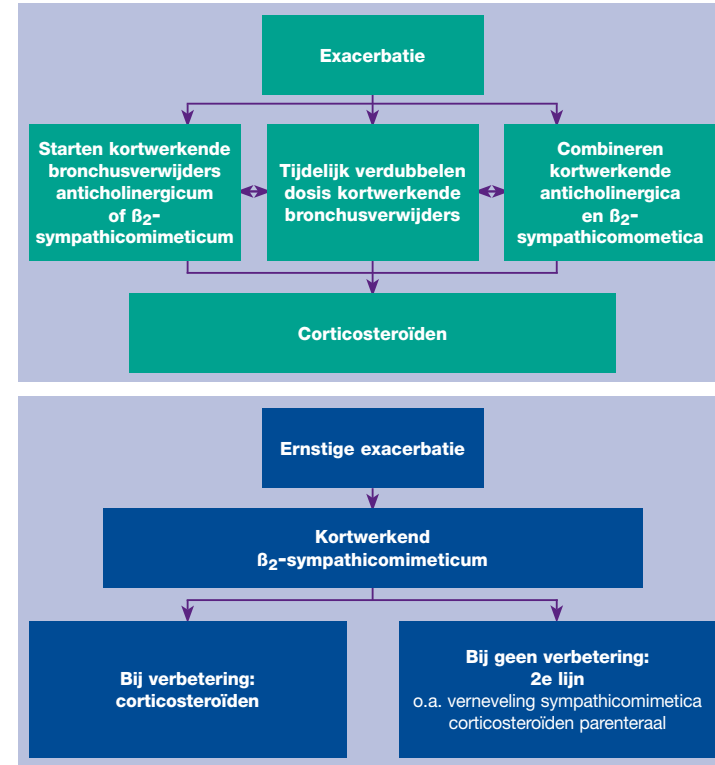 Exacerbatie
Starten kortwerkende
bronchusverwijders
anticholinergicum
of ß2-
sympathicomimeticum
Tijdelijk verdubbelen
dosis kortwerkende
bronchusverwijders
Combineren
kortwerkende
anticholinergica
en ß2-
sympathicomometica
Corticosteroïden
Ernstige exacerbatie
Kortwerkend
ß2-sympathicomimeticum
Bij verbetering:
corticosteroïden
Bij geen verbetering:
2e lijn
o.a. verneveling sympathicomimetica
corticosteroïden parenteraal